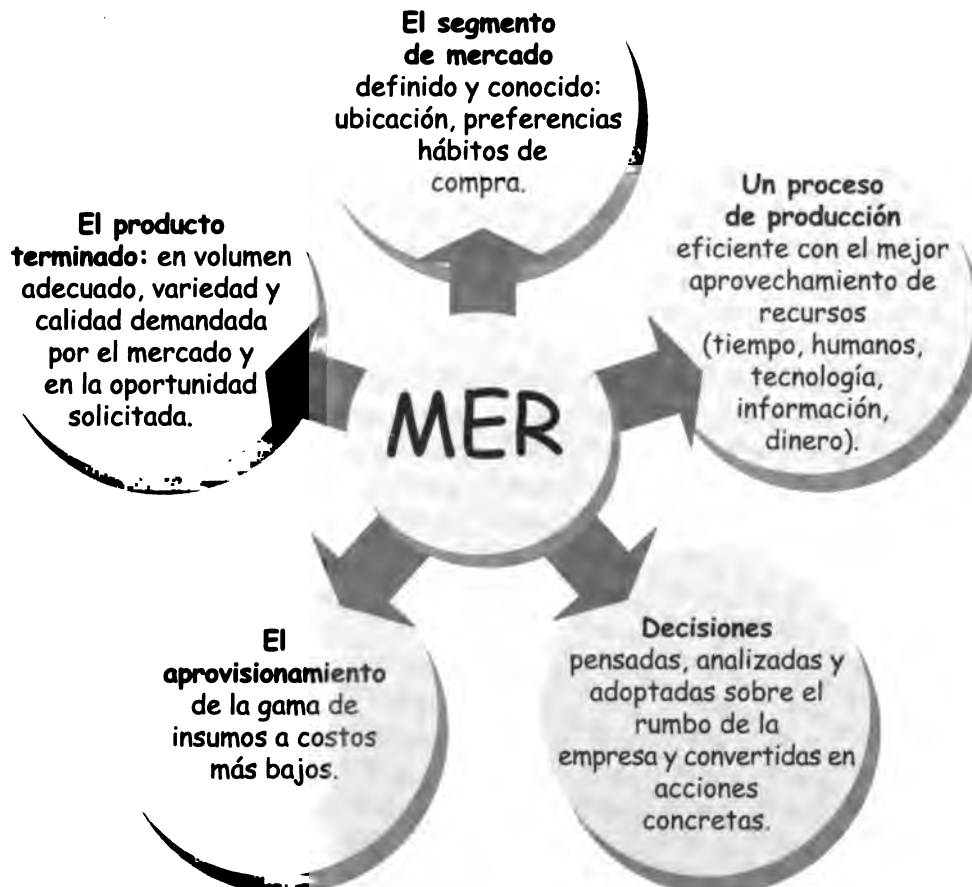 El segmento
de mercado
definido y conocido:
ubicación, preferencias
hábitos de
compra.
Un proceso
de producción
eficiente con el mejor
aprovechamiento de
recursos
(tiempo, humanos,
tecnología,
información,
dinero).
El producto
terminado: en volumen
adecuado, variedad y
calidad demandada
por el mercado y
en la oportunidad
solicitada.
MER
El
aprovisionamiento
de la gama de
insumos a costos
más bajos.
Decisiones
pensadas, analizadas y
adoptadas sobre el
rumbo de la
empresa y convertidas en
acciones
concretas.